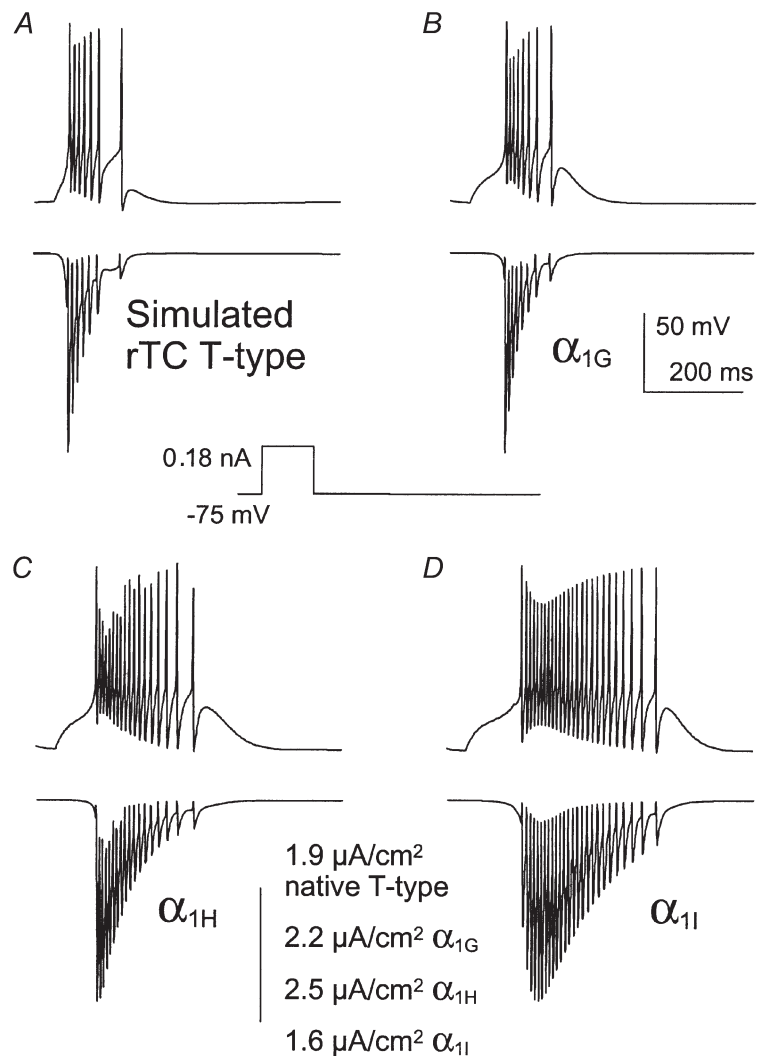 A
B
Simulated
rTC T-type
α1G
50 mV
200 ms
0.18 nA
-75 mV
C
D
α1H
1.9 µA/cm²
native T-type
2.2 µA/cm² α1G
2.5 µA/cm² α1H
1.6 µA/cm² α1I
α1I